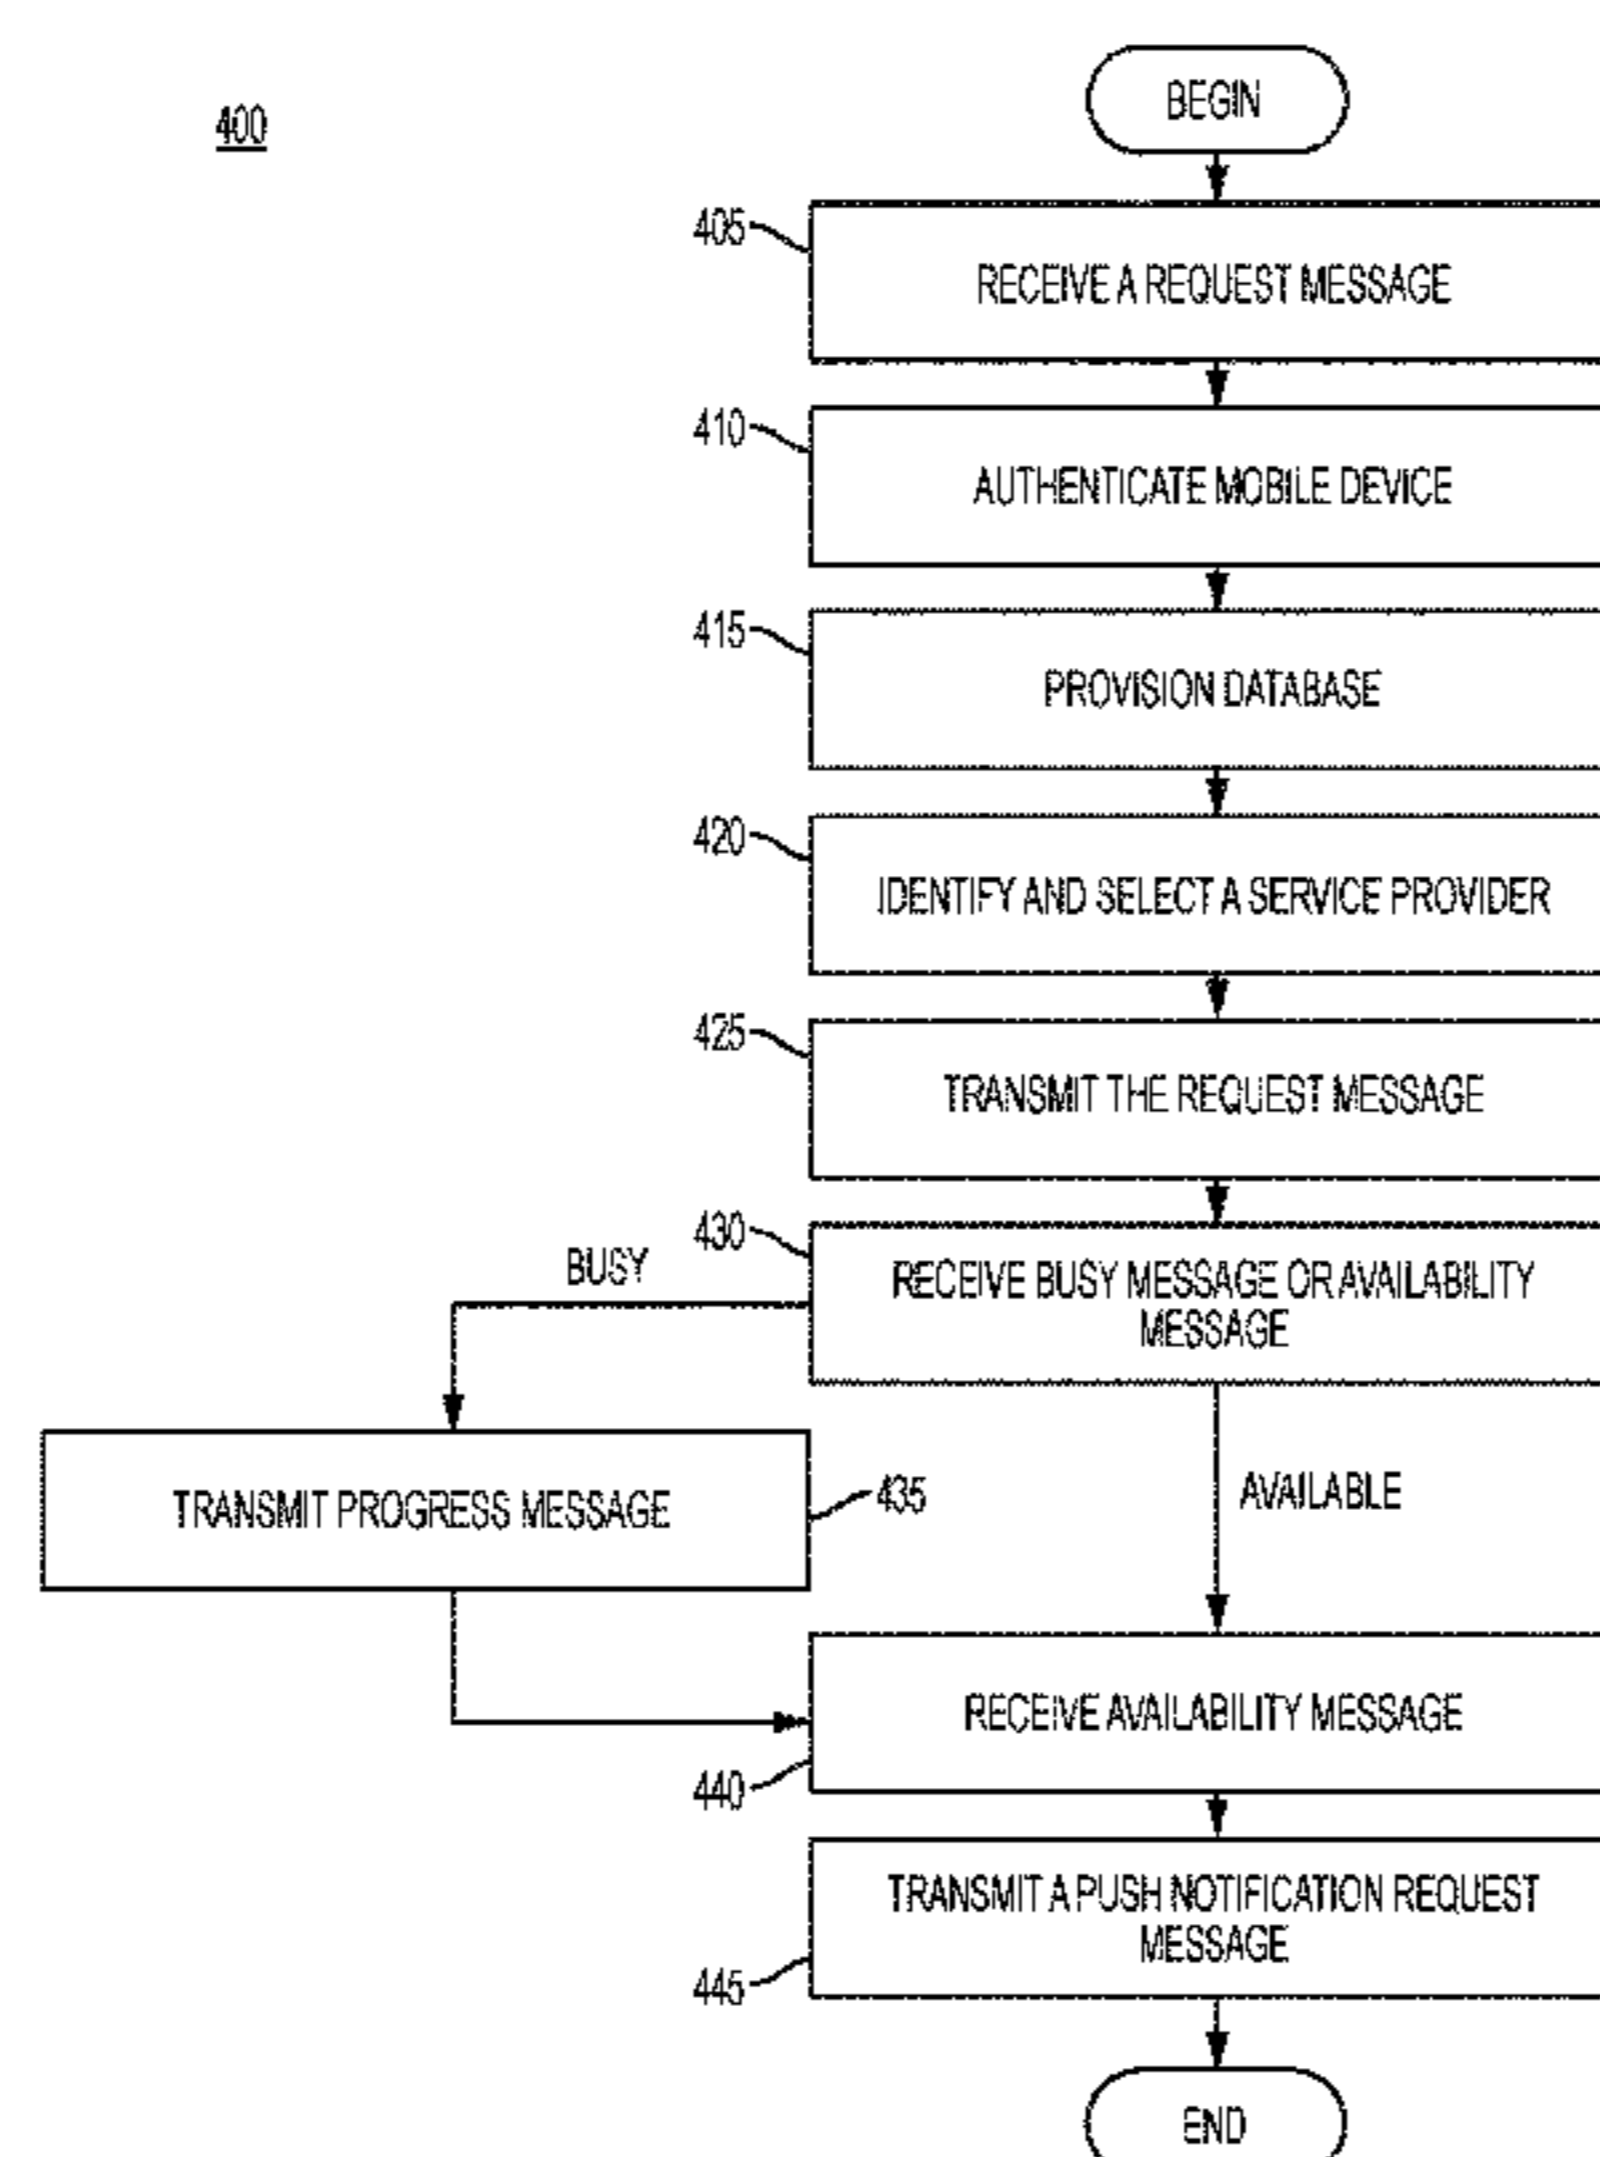 400
BEGIN
405
RECEIVE A REQUEST MESSAGE
410
AUTHENTICATE MOBILE DEVICE
415
PROVISION DATABASE
420
IDENTIFY AND SELECT A SERVICE PROVIDER
425
TRANSMIT THE REQUEST MESSAGE
430
RECEIVE BUSY MESSAGE OR AVAILABILITY
MESSAGE
BUSY
AVAILABLE
TRANSMIT PROGRESS MESSAGE
435
RECEIVE AVAILABILITY MESSAGE
440
TRANSMIT A PUSH NOTIFICATION REQUEST
MESSAGE
445
END